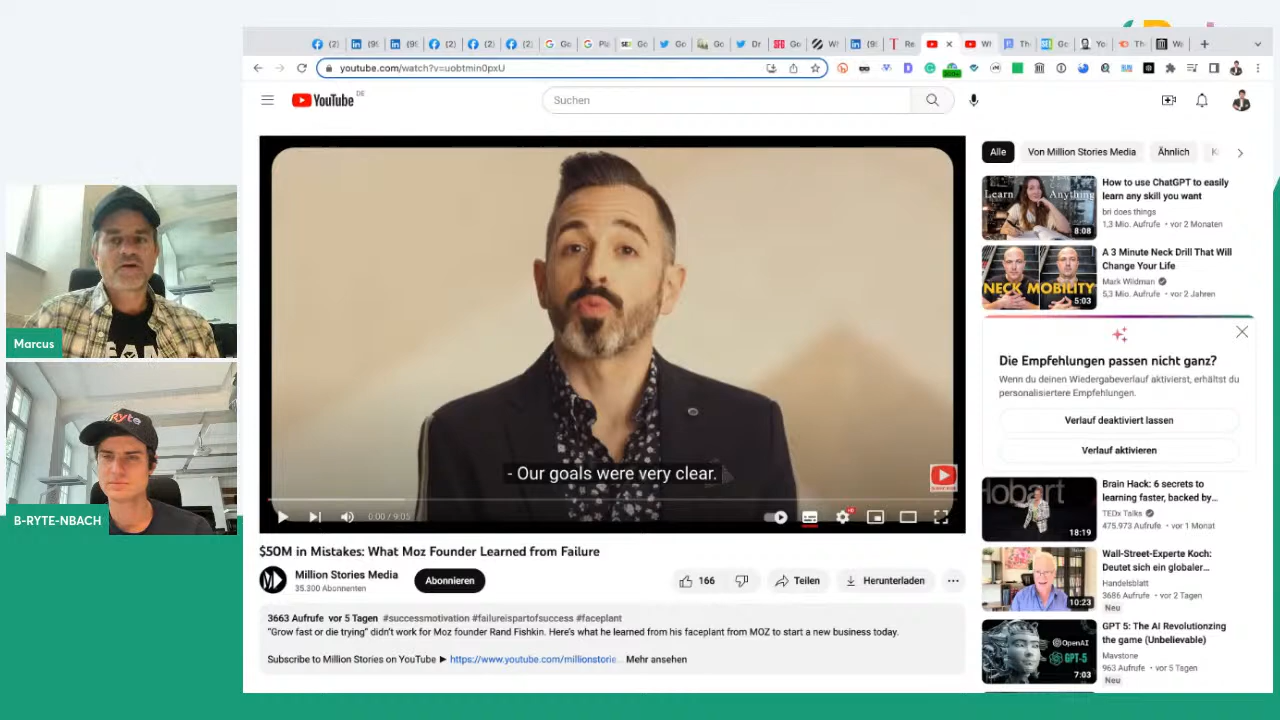 youtube.com/watch?v=uobtmin0pxU
YouTube DE
Suchen
Alle
Von Million Stories Media
Ähnlich
Learn Anything
8:08
How to use ChatGPT to easily
learn any skill you want
bri does things
1,3 Mio. Aufrufe • vor 2 Monaten
NECK MOBILITY
5:03
A 3 Minute Neck Drill That Will
Change Your Life
Mark Wildman
5,3 Mio. Aufrufe • vor 2 Jahren
Die Empfehlungen passen nicht ganz?
Wenn du deinen Wiedergabeverlauf aktivierst, erhältst du
personalisiertere Empfehlungen.
Verlauf deaktiviert lassen
Verlauf aktivieren
Hobart
18:19
Brain Hack: 6 secrets to
learning faster, backed by…
TEDx Talks
475.973 Aufrufe • vor 1 Monat
10:23
Wall-Street-Experte Koch:
Deutet sich ein globaler…
Handelsblatt
3686 Aufrufe • vor 2 Tagen
Neu
OpenAI
GPT-5
7:03
GPT 5: The AI Revolutionizing
the game (Unbelievable)
Mavstone
963 Aufrufe • vor 5 Tagen
Neu
- Our goals were very clear.
0:00 / 9:05
$50M in Mistakes: What Moz Founder Learned from Failure
Million Stories Media
35.300 Abonnenten
Abonnieren
166
Teilen
Herunterladen
3663 Aufrufe vor 5 Tagen #successmotivation #failureispartofsuccess #faceplant
"Grow fast or die trying" didn't work for Moz founder Rand Fishkin. Here's what he learned from his faceplant from MOZ to start a new business today.
Subscribe to Million Stories on YouTube ► https://www.youtube.com/millionstorie... Mehr ansehen
Marcus
Ryte
B-RYTE-NBACH